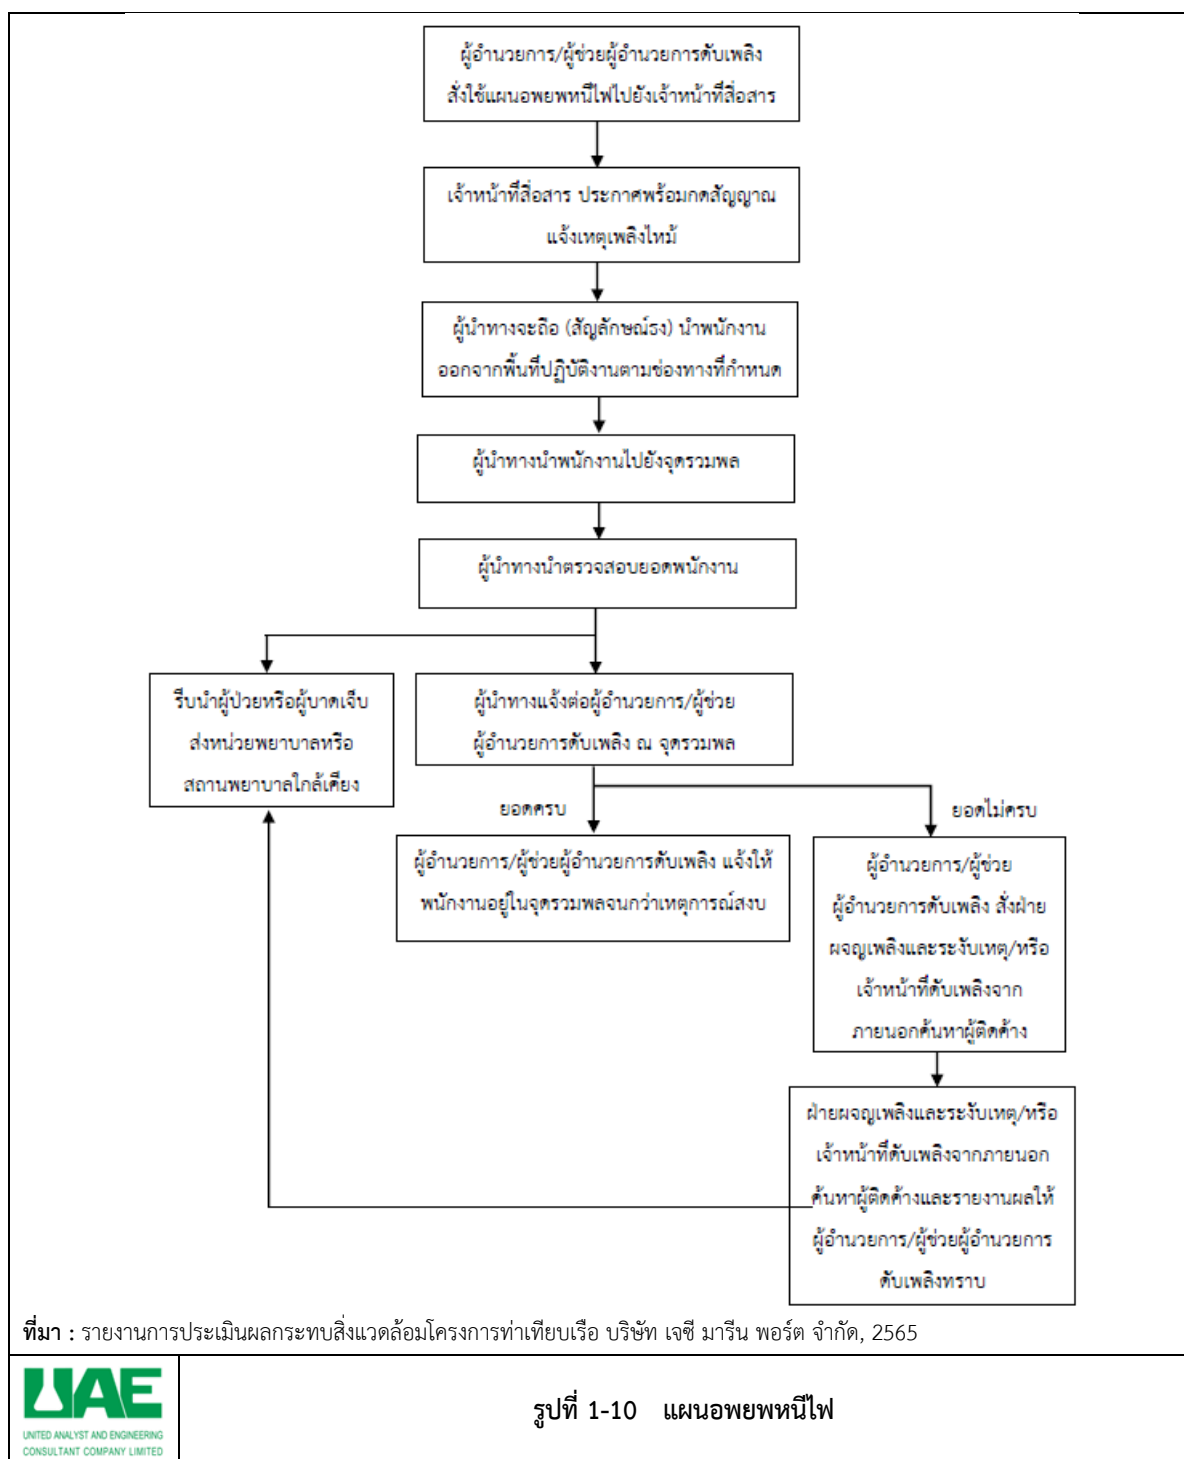 ผู้อำนวยการ/ผู้ช่วยผู้อำนวยการดับเพลิง
สั่งใช้แผนอพยพหนีไฟไปยังเจ้าหน้าที่สื่อสาร
เจ้าหน้าที่สื่อสาร ประกาศพร้อมกดสัญญาณ
แจ้งเหตุเพลิงไหม้
ผู้นำทางจะถือ (สัญลักษณ์ธง) นำพนักงาน
ออกจากพื้นที่ปฏิบัติงานตามช่องทางที่กำหนด
ผู้นำทางนำพนักงานไปยังจุดรวมพล
ผู้นำทางนำตรวจสอบยอดพนักงาน
รีบนำผู้ป่วยหรือผู้บาดเจ็บ
ส่งหน่วยพยาบาลหรือ
สถานพยาบาลใกล้เคียง
ผู้นำทางแจ้งต่อผู้อำนวยการ/ผู้ช่วย
ผู้อำนวยการดับเพลิง ณ จุดรวมพล
ยอดครบ
ยอดไม่ครบ
ผู้อำนวยการ/ผู้ช่วยผู้อำนวยการดับเพลิง แจ้งให้
พนักงานอยู่ในจุดรวมพลจนกว่าเหตุการณ์สงบ
ผู้อำนวยการ/ผู้ช่วย
ผู้อำนวยการดับเพลิง สั่งฝ่าย
ผจญเพลิงและระงับเหตุ/หรือ
เจ้าหน้าที่ดับเพลิงจาก
ภายนอกค้นหาผู้ติดค้าง
ฝ่ายผจญเพลิงและระงับเหตุ/หรือ
เจ้าหน้าที่ดับเพลิงจากภายนอก
ค้นหาผู้ติดค้างและรายงานผลให้
ผู้อำนวยการ/ผู้ช่วยผู้อำนวยการ
ดับเพลิงทราบ
ที่มา : รายงานการประเมินผลกระทบสิ่งแวดล้อมโครงการท่าเทียบเรือ บริษัท เจซี มารีน พอร์ต จำกัด, 2565
UAE
UNITED ANALYST AND ENGINEERING
CONSULTANT COMPANY LIMITED
รูปที่ 1-10 แผนอพยพหนีไฟ